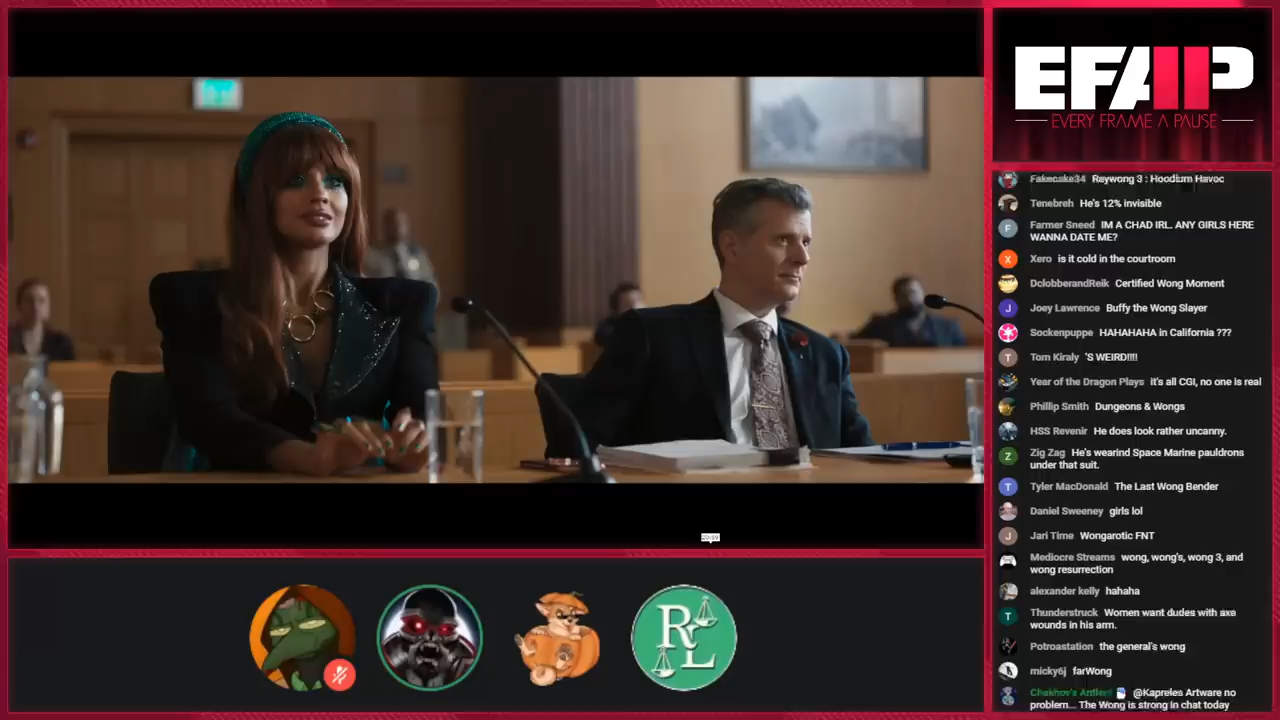 EFAP
EVERY FRAME A PAUSE
Fakecake34 Raywong 3 : Hoodium Havoc
Tenebreh He's 12% invisible
Farmer Sneed IM A CHAD IRL. ANY GIRLS HERE
WANNA DATE ME?
Xero is it cold in the courtroom
DclobberandReik Certified Wong Moment
Joey Lawrence Buffy the Wong Slayer
Sockenpuppe HAHAHAHA in California ???
Tom Kiraly 'S WEIRD!!!!
Year of the Dragon Plays it's all CGI, no one is real
Phillip Smith Dungeons & Wongs
HSS Revenir He does look rather uncanny.
Zig Zag He's wearind Space Marine pauldrons
under that suit.
Tyler MacDonald The Last Wong Bender
Daniel Sweeney girls lol
Jari Time Wongarotic FNT
Mediocre Streams wong, wong's, wong 3, and
wong resurrection
alexander kelly hahaha
Thunderstruck Women want dudes with axe
wounds in his arm.
Potroastation the general's wong
micky6j farWong
Chekhov's Antlers @Kapreles Artware no
problem... The Wong is strong in chat today
F
X
J
T
Z
T
J
T
RL